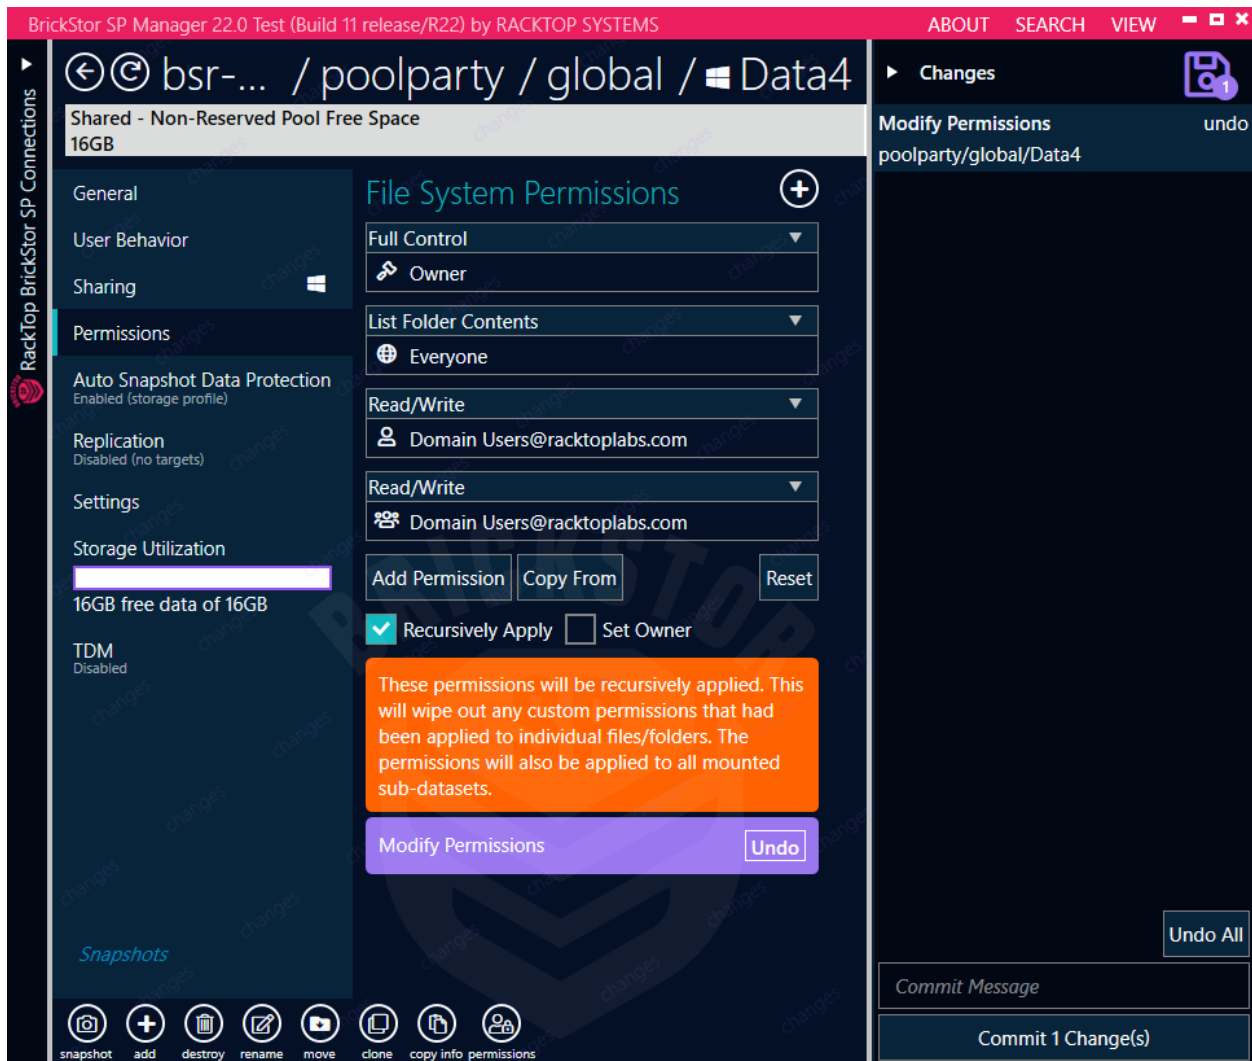 BrickStor SP Manager 22.0 Test (Build 11 release/R22) by RACKTOP SYSTEMS
ABOUT SEARCH VIEW
RackTop BrickStor SP Connections
bsr-... / poolparty / global / Data4
Shared - Non-Reserved Pool Free Space
16GB
General
User Behavior
Sharing
Permissions
Auto Snapshot Data Protection
Enabled (storage profile)
Replication
Disabled (no targets)
Settings
Storage Utilization
16GB free data of 16GB
TDM
Disabled
Snapshots
File System Permissions
Full Control
Owner
List Folder Contents
Everyone
Read/Write
Domain Users@racktoplabs.com
Read/Write
Domain Users@racktoplabs.com
Add Permission Copy From Reset
Recursively Apply Set Owner
These permissions will be recursively applied. This
will wipe out any custom permissions that had
been applied to individual files/folders. The
permissions will also be applied to all mounted
sub-datasets.
Modify Permissions Undo
BRICKSTOR
changes
snapshot add destroy rename move clone copy info permissions
Changes
1
Modify Permissions undo
poolparty/global/Data4
Undo All
Commit Message
Commit 1 Change(s)